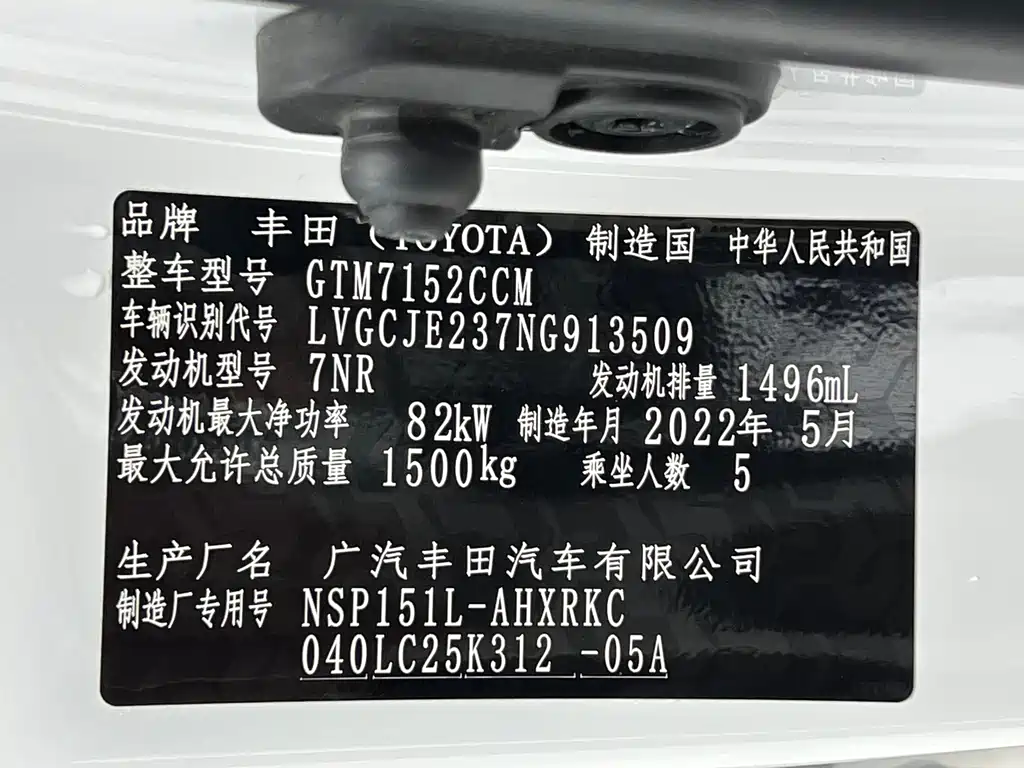 品牌 丰田（TOYOTA） 制造国 中华人民共和国
整车型号 GTM7152CCM
车辆识别代号 LVGCJE237NG913509
发动机型号 7NR 发动机排量 1496mL
发动机最大净功率 82kW 制造年月 2022年 5月
最大允许总质量 1500kg 乘坐人数 5
生产厂名 广汽丰田汽车有限公司
制造厂专用号 NSP151L-AHXRKC
040LC25K312 -05A